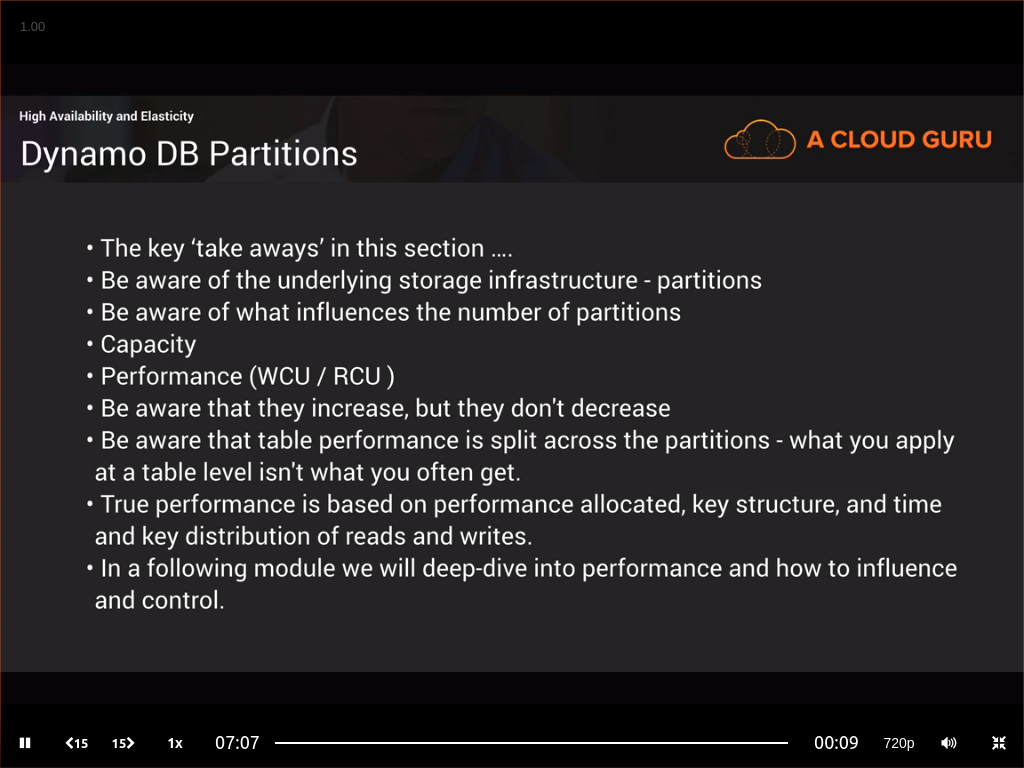 1.00
High Availability and Elasticity
Dynamo DB Partitions
A CLOUD GURU
• The key ‘take aways’ in this section ....
• Be aware of the underlying storage infrastructure - partitions
• Be aware of what influences the number of partitions
• Capacity
• Performance (WCU / RCU )
• Be aware that they increase, but they don't decrease
• Be aware that table performance is split across the partitions - what you apply
at a table level isn't what you often get.
• True performance is based on performance allocated, key structure, and time
and key distribution of reads and writes.
• In a following module we will deep-dive into performance and how to influence
and control.
15 15 1x 07:07 00:09 720p